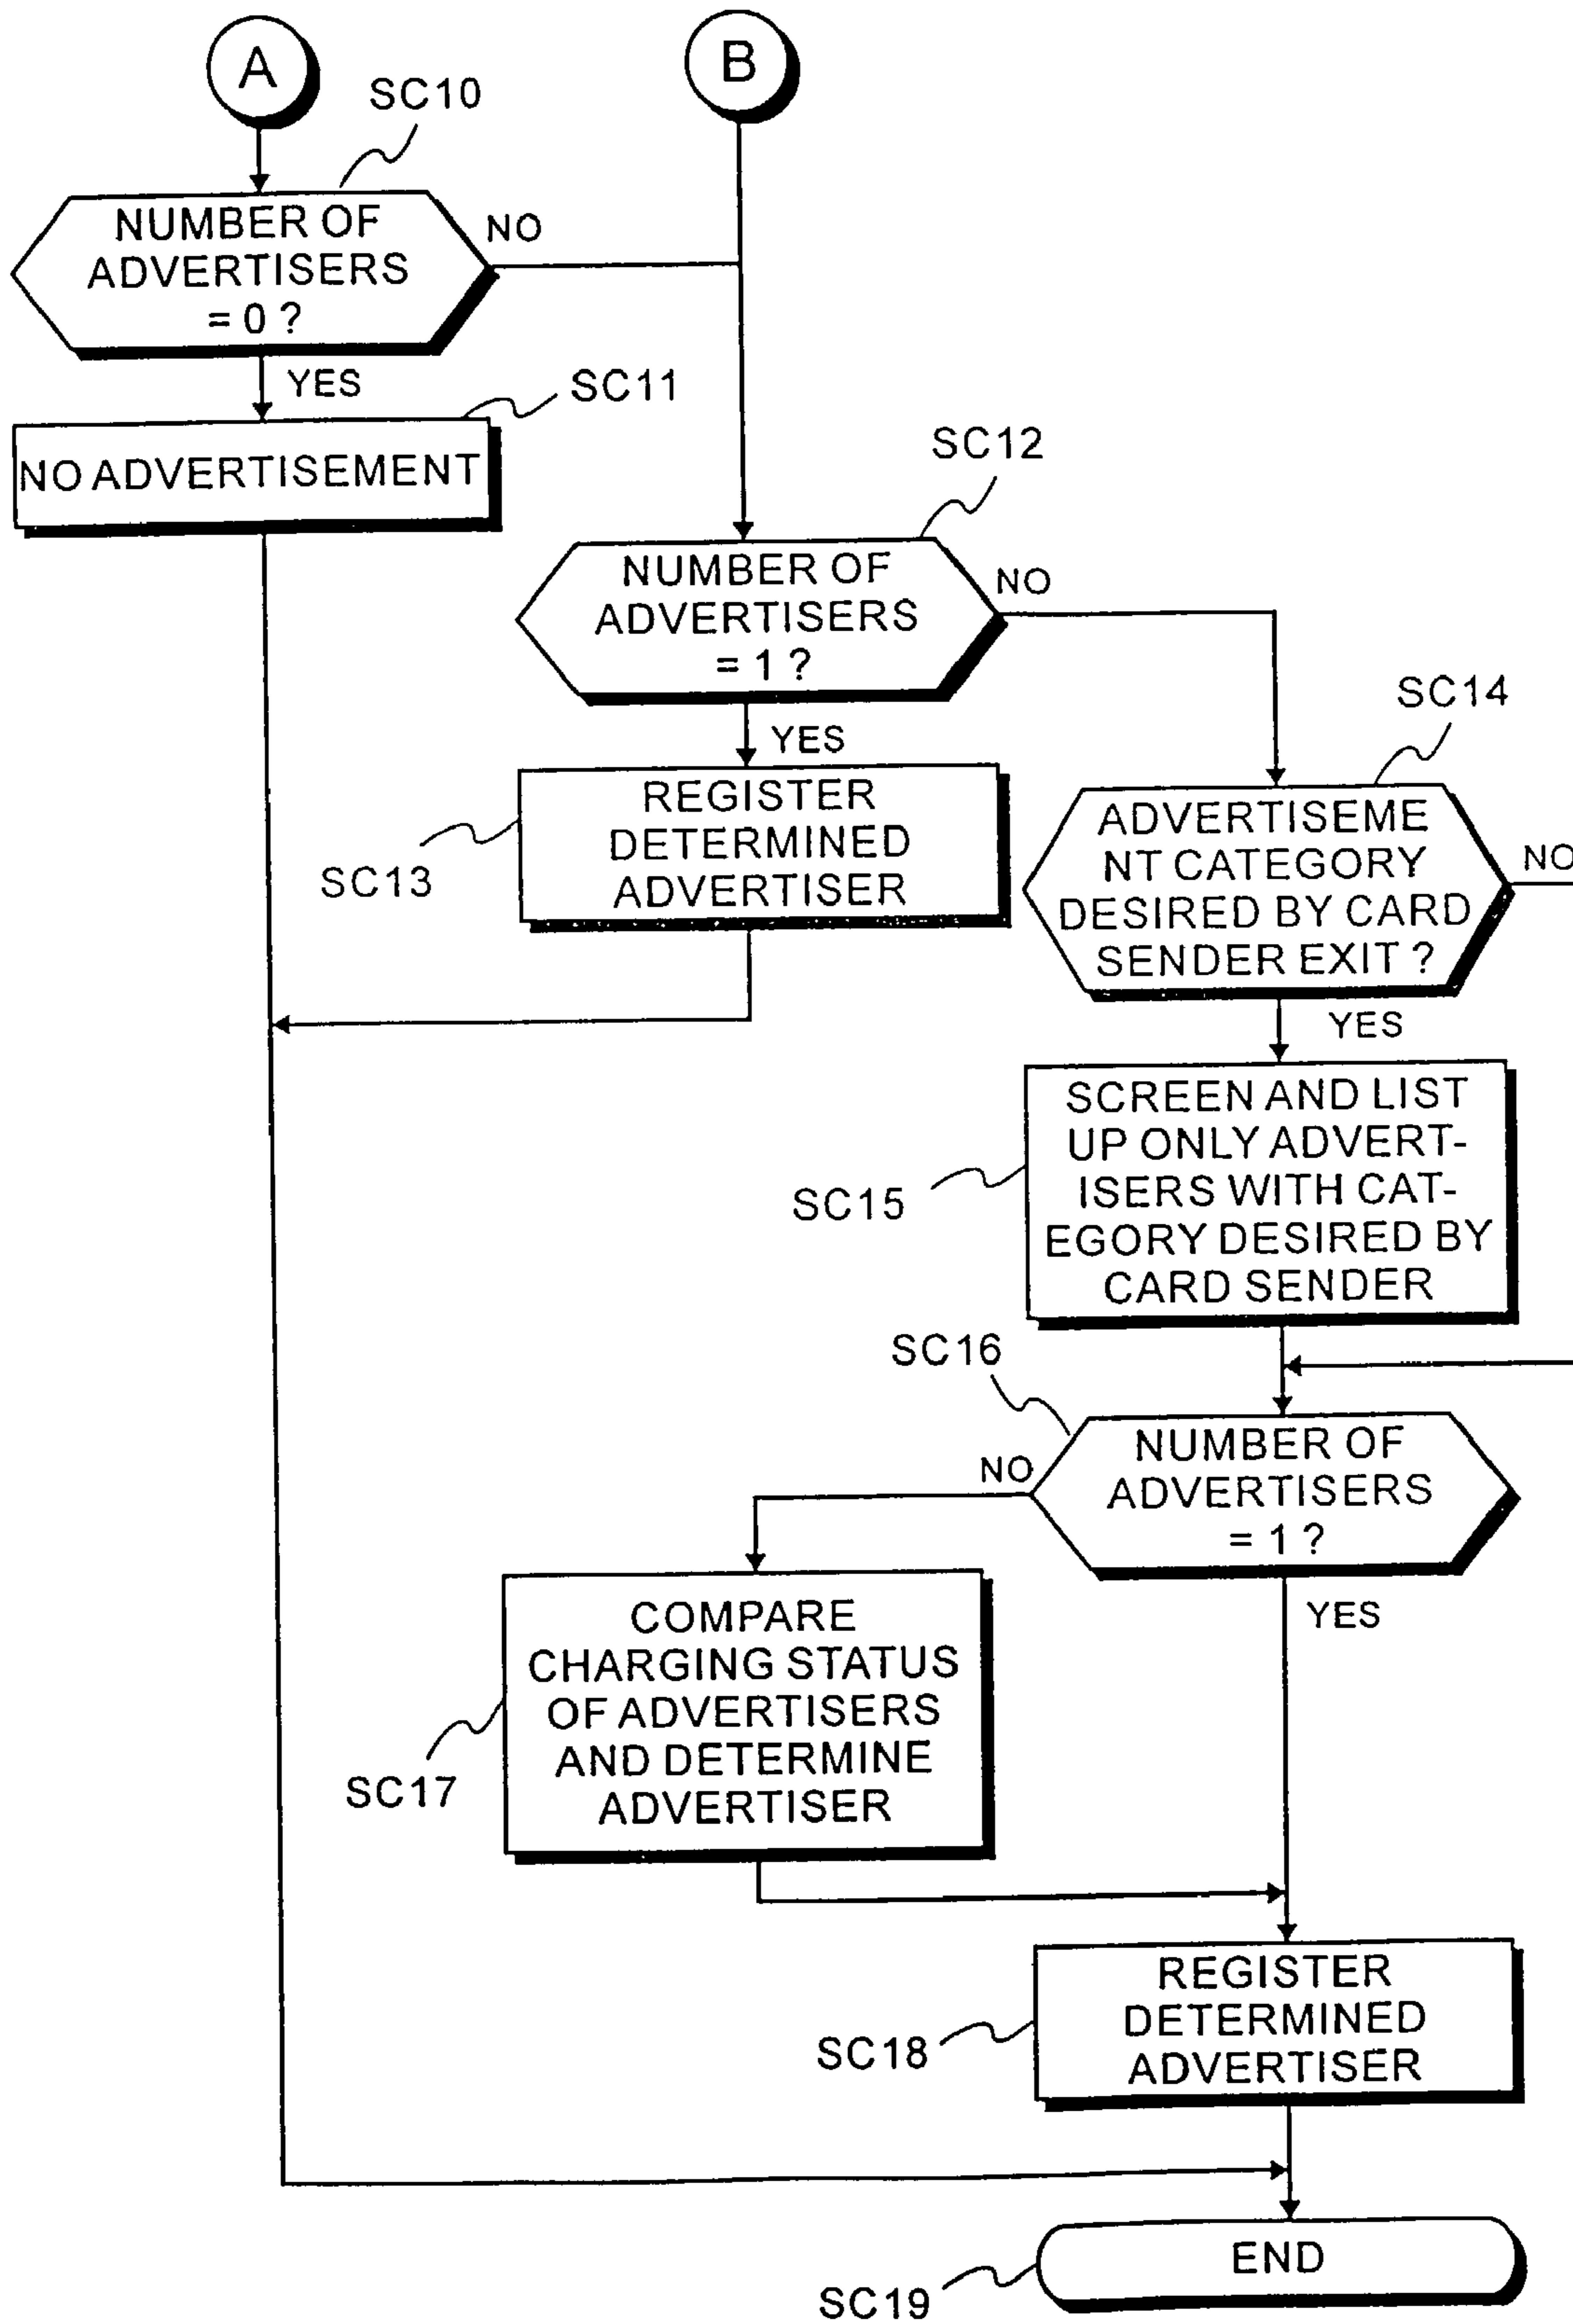 A
B
SC10
NUMBER OF
ADVERTISERS
= 0 ?
NO
YES
SC11
NO ADVERTISEMENT
SC12
NUMBER OF
ADVERTISERS
= 1 ?
NO
YES
SC13
REGISTER
DETERMINED
ADVERTISER
SC14
ADVERTISEME
NT CATEGORY
DESIRED BY CARD
SENDER EXIT ?
NO
YES
SC15
SCREEN AND LIST
UP ONLY ADVERT-
ISERS WITH CAT-
EGORY DESIRED BY
CARD SENDER
SC16
NUMBER OF
ADVERTISERS
= 1 ?
NO
YES
SC17
COMPARE
CHARGING STATUS
OF ADVERTISERS
AND DETERMINE
ADVERTISER
SC18
REGISTER
DETERMINED
ADVERTISER
END
SC19